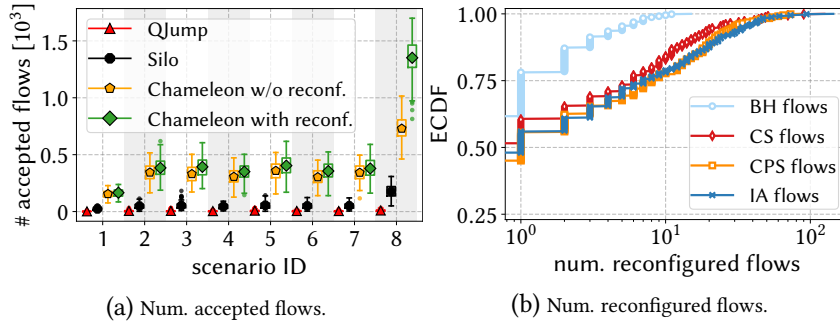 # accepted flows [10³]
1.5
1.0
0.5
0
QJump
Silo
Chameleon w/o reconf.
Chameleon with reconf.
1 2 3 4 5 6 7 8
scenario ID
(a) Num. accepted flows.
ECDF
1.00
0.75
0.50
0.25
BH flows
CS flows
CPS flows
IA flows
10⁰ 10¹ 10²
num. reconfigured flows
(b) Num. reconfigured flows.